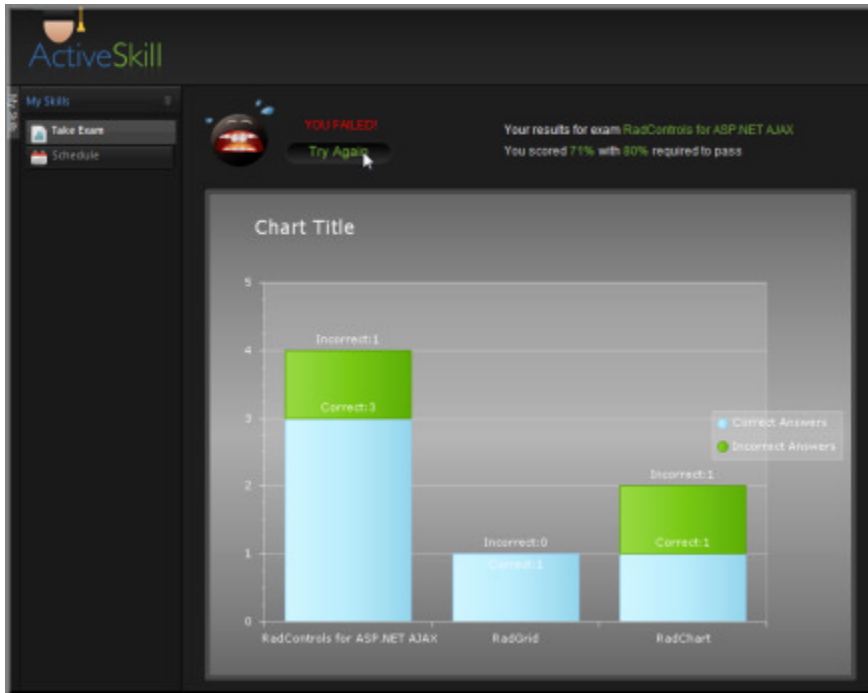 ActiveSkill
My Skills
My Skills
Take Exam
Schedule
YOU FAILED!
Try Again
Your results for exam RadControls for ASP.NET AJAX
You scored 71% with 80% required to pass
Chart Title
5
4
3
2
1
0
Incorrect:1
Correct:3
Incorrect:0
Correct:1
Incorrect:1
Correct:1
Correct Answers
Incorrect Answers
RadControls for ASP.NET AJAX
RadGrid
RadChart